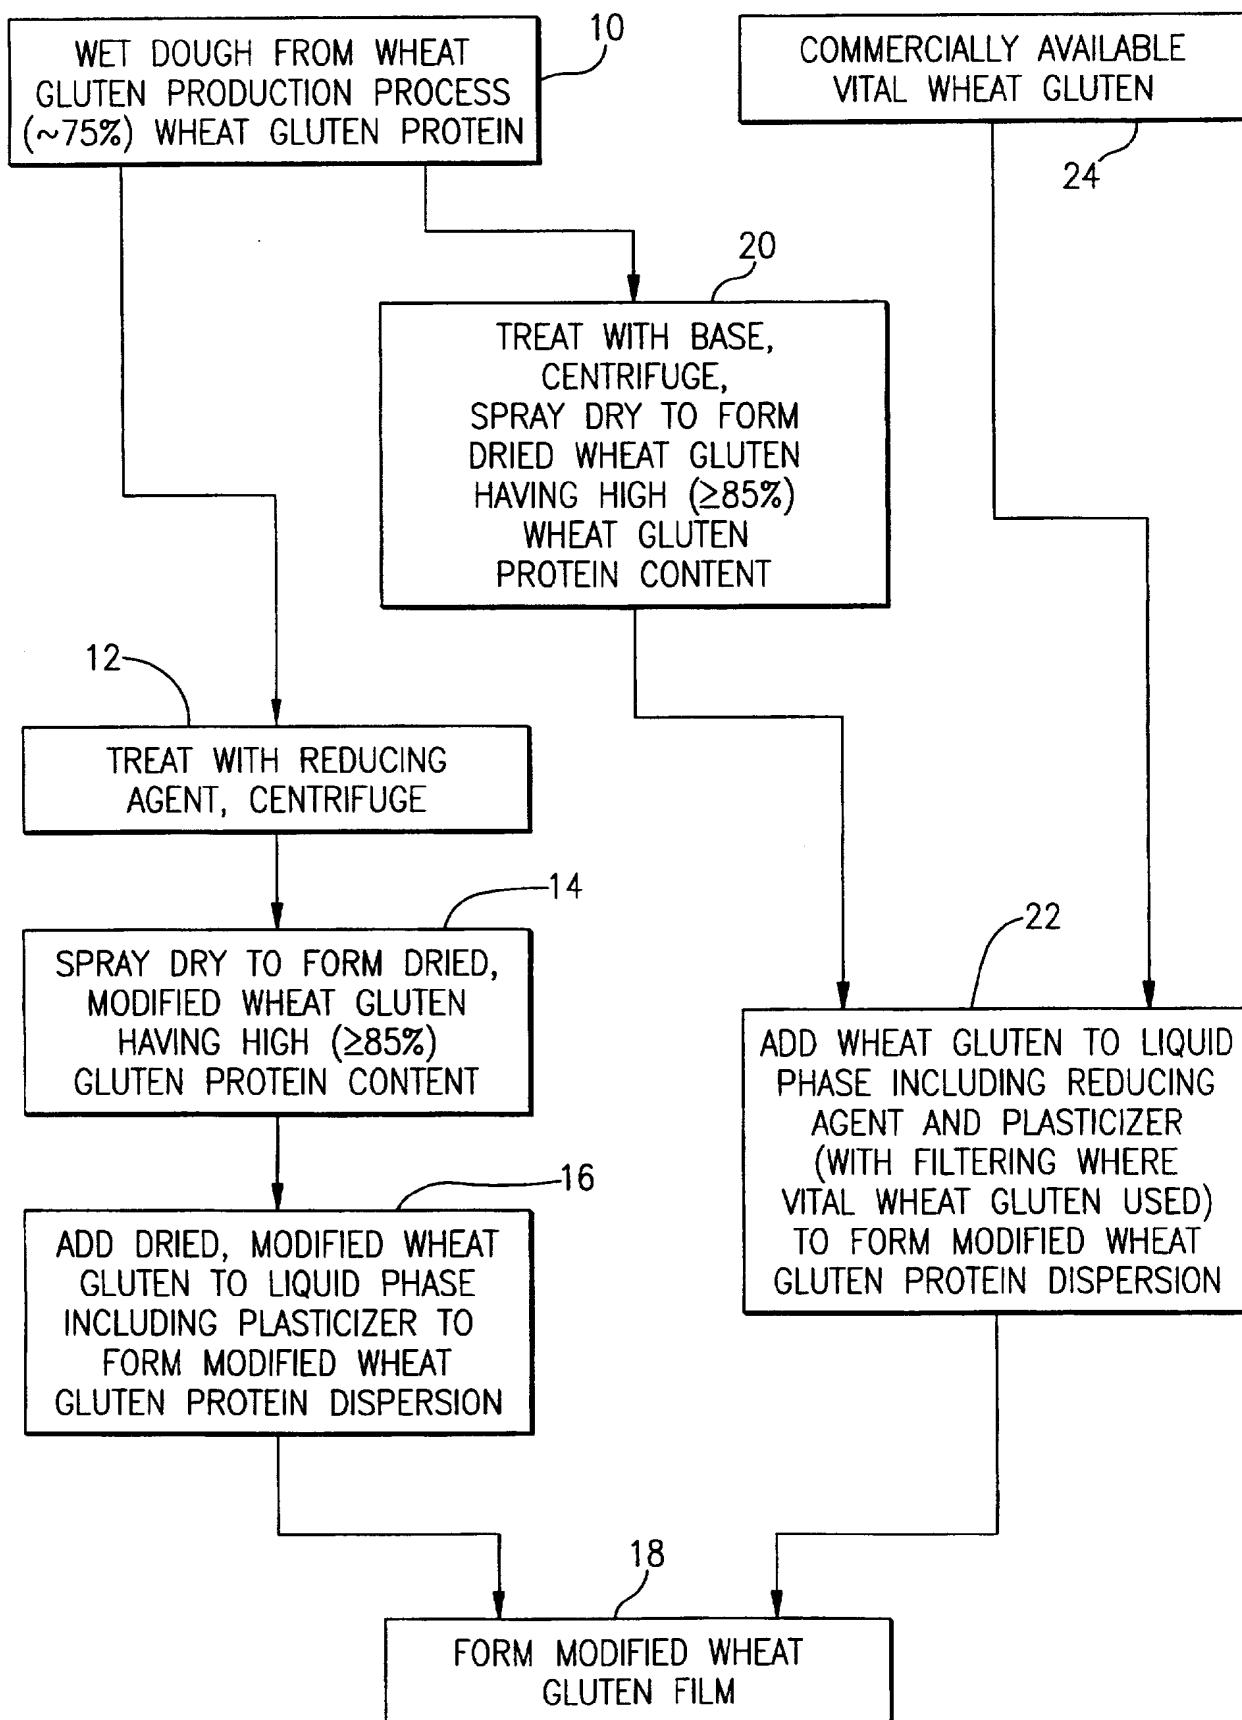 10
WET DOUGH FROM WHEAT
GLUTEN PRODUCTION PROCESS
(~75%) WHEAT GLUTEN PROTEIN
COMMERCIALLY AVAILABLE
VITAL WHEAT GLUTEN
24
20
TREAT WITH BASE,
CENTRIFUGE,
SPRAY DRY TO FORM
DRIED WHEAT GLUTEN
HAVING HIGH (≥85%)
WHEAT GLUTEN
PROTEIN CONTENT
12
TREAT WITH REDUCING
AGENT, CENTRIFUGE
14
SPRAY DRY TO FORM DRIED,
MODIFIED WHEAT GLUTEN
HAVING HIGH (≥85%)
GLUTEN PROTEIN CONTENT
22
ADD WHEAT GLUTEN TO LIQUID
PHASE INCLUDING REDUCING
AGENT AND PLASTICIZER
(WITH FILTERING WHERE
VITAL WHEAT GLUTEN USED)
TO FORM MODIFIED WHEAT
GLUTEN PROTEIN DISPERSION
16
ADD DRIED, MODIFIED WHEAT
GLUTEN TO LIQUID PHASE
INCLUDING PLASTICIZER TO
FORM MODIFIED WHEAT
GLUTEN PROTEIN DISPERSION
18
FORM MODIFIED WHEAT
GLUTEN FILM